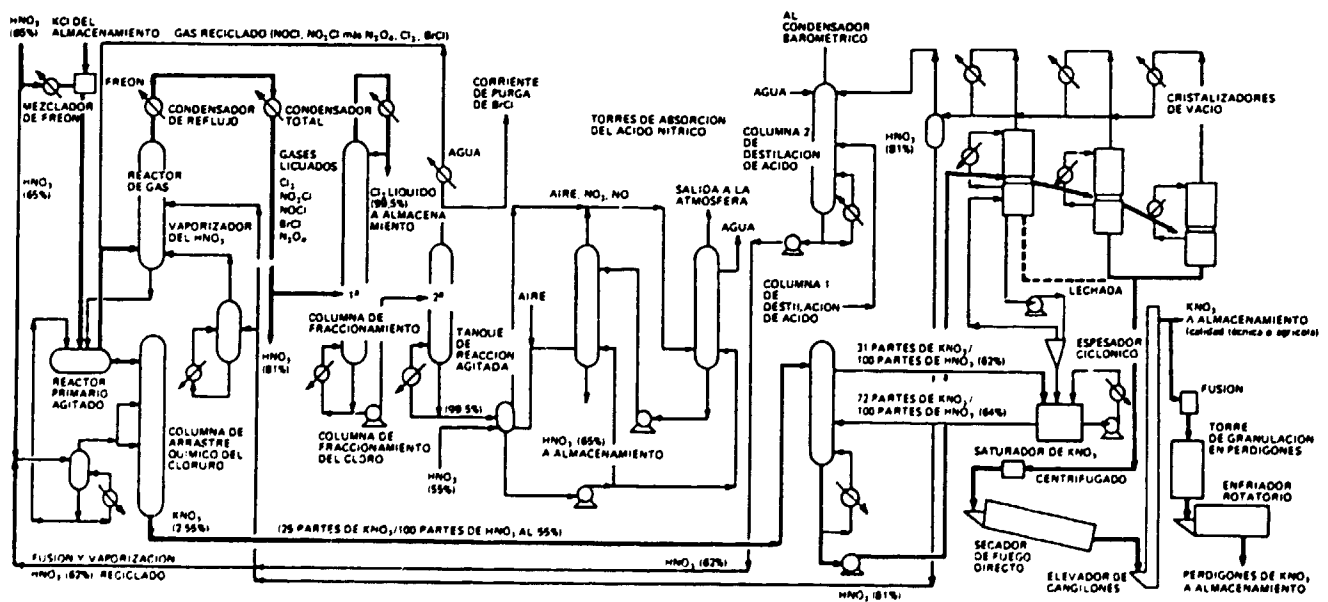 HNO₃
(65%)
KCl DEL
ALMACENAMIENTO
GAS RECICLADO (NOCl, NO₂Cl más N₂O₄, Cl₂, BrCl)
FREON
MEZCLADOR
DE FREON
CONDENSADOR
DE REFLUJO
CONDENSADOR
TOTAL
HNO₃
(65%)
REACTOR
DE GAS
VAPORIZADOR
DEL HNO₃
GASES
LICUADOS
Cl₂
NO₂Cl
NOCl
BrCl
N₂O₄
Cl₂ LIQUIDO
(99,5%)
A ALMACENA
MIENTO
AGUA
CORRIENTE
DE PURGA
DE BrCl
1ª
2ª
COLUMNA DE
FRACCIONAMIENTO
HNO₃
(81%)
REACTOR
PRIMARIO
AGITADO
COLUMNA DE
ARRASTRE
QUIMICO DEL
CLORURO
COLUMNA DE
FRACCIONAMIENTO
DEL CLORO
TANQUE
DE
REACCION
AGITADA
(99.5%)
HNO₃
(55%)
AIRE
TORRES DE ABSORCION
DEL ACIDO NITRICO
AIRE, NO₂, NO
SALIDA A LA
ATMOSFERA
AGUA
HNO₃ (65%)
A ALMACENAMIENTO
AL
CONDENSADOR
BAROMETRICO
AGUA
COLUMNA 2
DE
DESTILACION
DE ACIDO
COLUMNA 1
DE
DESTILACION
DE ACIDO
HNO₃
(81%)
CRISTALIZADORES
DE VACIO
LECHADA
31 PARTES DE KNO₃/
100 PARTES DE HNO₃ (62%)
72 PARTES DE KNO₃/
100 PARTES DE HNO₃ (64%)
ESPESADOR
CICLONICO
SATURADOR DE KNO₃
CENTRIFUGADO
SECADOR
DE FUEGO
DIRECTO
ELEVADOR DE
CANGILONES
KNO₃
A ALMACENAMIENTO
(calidad técnica o agrícola)
FUSION
TORRE
DE GRANULACION
EN PERDIGONES
ENFRIADOR
ROTATORIO
PERDIGONES DE KNO₃
A ALMACENAMIENTO
KNO₃
(2.55%)
(25 PARTES DE KNO₃/100 PARTES DE HNO₃ AL 55%)
FUSION Y VAPORIZACION
HNO₃ (62%) RECICLADO
HNO₃ (62%)
HNO₃ (81%)